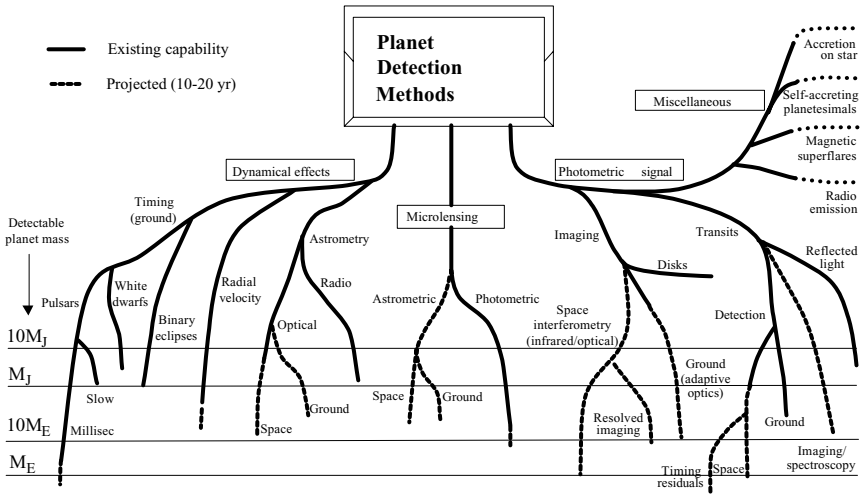 Planet
Detection
Methods
Existing capability
Projected (10-20 yr)
Accretion
on star
Self-accreting
planetesimals
Miscellaneous
Magnetic
superflares
Radio
emission
Dynamical effects
Photometric signal
Timing
(ground)
Microlensing
Detectable
planet mass
Astrometry
Imaging
Transits
Reflected
light
Pulsars
White
dwarfs
Radial
velocity
Radio
Disks
Astrometric
Photometric
Binary
eclipses
Optical
Space
interferometry
(infrared/optical)
Detection
10MJ
Ground
(adaptive
optics)
MJ
Slow
Space
Ground
Ground
Resolved
imaging
Ground
10ME
Millisec
Space
Imaging/
spectroscopy
ME
Timing
residuals
Space